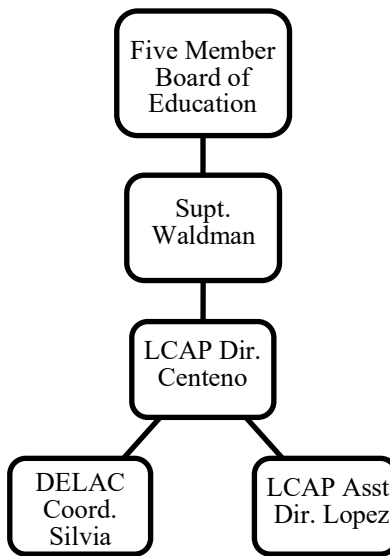 Five Member
Board of
Education
Supt.
Waldman
LCAP Dir.
Centeno
DELAC
Coord.
Silvia
LCAP Asst
Dir. Lopez